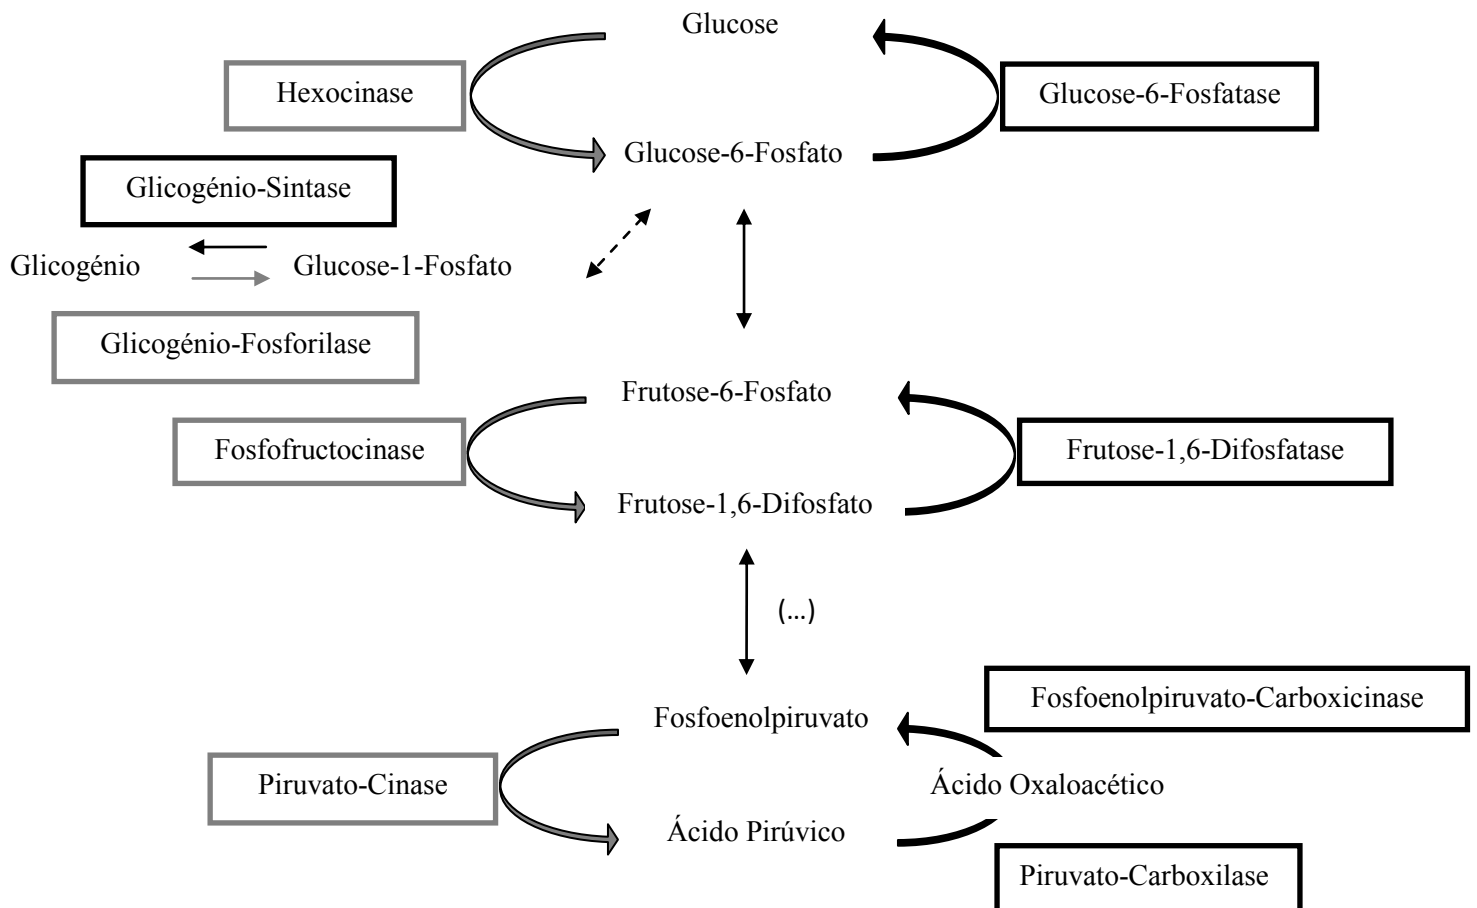 Glucose
Hexocinase
Glucose-6-Fosfatase
Glucose-6-Fosfato
Glicogénio-Sintase
Glicogénio
Glucose-1-Fosfato
Glicogénio-Fosforilase
Frutose-6-Fosfato
Fosfofructocinase
Frutose-1,6-Difosfatase
Frutose-1,6-Difosfato
(...)
Fosfoenolpiruvato-Carboxicinase
Fosfoenolpiruvato
Piruvato-Cinase
Ácido Oxaloacético
Ácido Pirúvico
Piruvato-Carboxilase